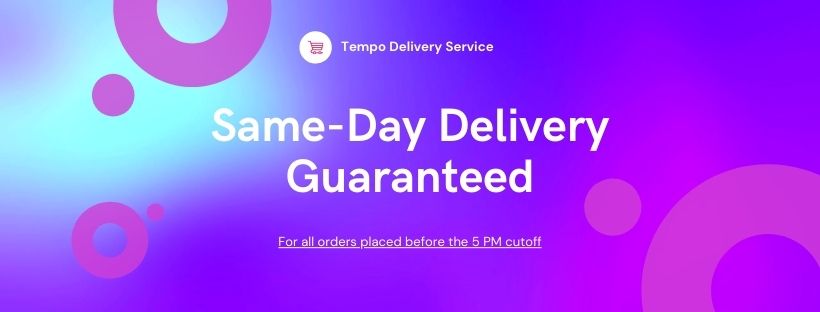 Tempo Delivery Service
Same-Day Delivery
Guaranteed
For all orders placed before the 5 PM cutoff